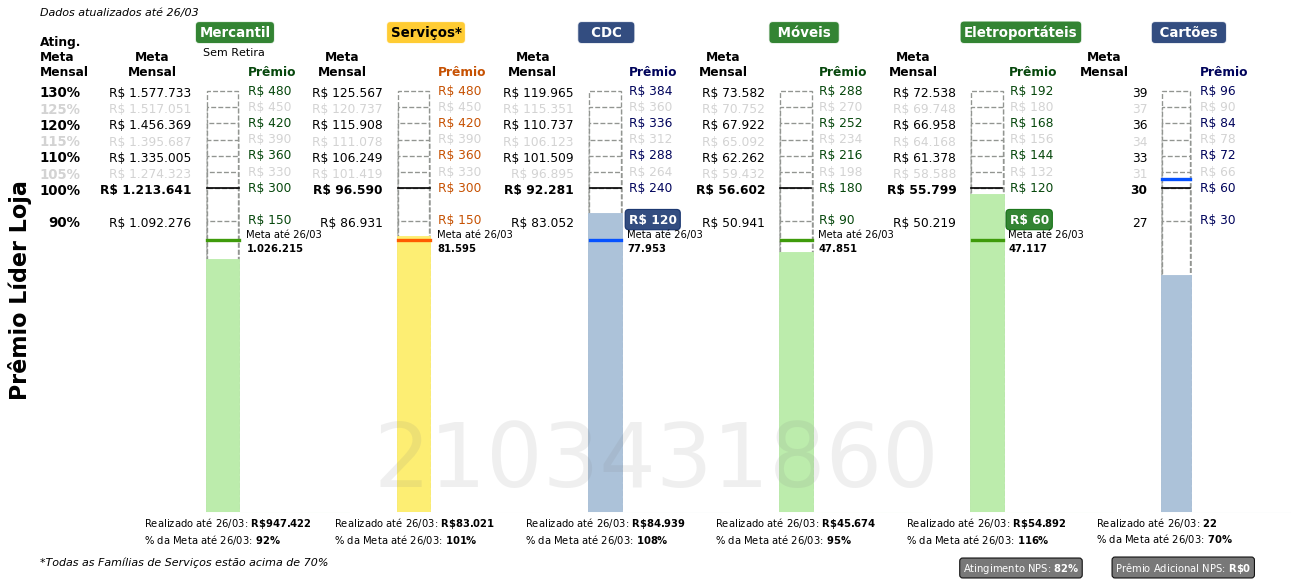 Dados atualizados até 26/03
Mercantil Serviços* CDC Móveis Eletroportáteis Cartões
Sem Retira
Ating. Meta Mensal Meta Mensal Prêmio Meta Mensal Prêmio Meta Mensal Prêmio Meta Mensal Prêmio Meta Mensal Prêmio Meta Mensal Prêmio
130% R$ 1.577.733 R$ 480 R$ 125.567 R$ 480 R$ 119.965 R$ 384 R$ 73.582 R$ 288 R$ 72.538 R$ 192 39 R$ 96
125% R$ 1.517.051 R$ 450 R$ 120.737 R$ 450 R$ 115.351 R$ 360 R$ 70.752 R$ 270 R$ 69.748 R$ 180 37 R$ 90
120% R$ 1.456.369 R$ 420 R$ 115.908 R$ 420 R$ 110.737 R$ 336 R$ 67.922 R$ 252 R$ 66.958 R$ 168 36 R$ 84
115% R$ 1.395.687 R$ 390 R$ 111.078 R$ 390 R$ 106.123 R$ 312 R$ 65.092 R$ 234 R$ 64.168 R$ 156 34 R$ 78
110% R$ 1.335.005 R$ 360 R$ 106.249 R$ 360 R$ 101.509 R$ 288 R$ 62.262 R$ 216 R$ 61.378 R$ 144 33 R$ 72
105% R$ 1.274.323 R$ 330 R$ 101.419 R$ 330 R$ 96.895 R$ 264 R$ 59.432 R$ 198 R$ 58.588 R$ 132 31 R$ 66
100% R$ 1.213.641 R$ 300 R$ 96.590 R$ 300 R$ 92.281 R$ 240 R$ 56.602 R$ 180 R$ 55.799 R$ 120 30 R$ 60
90% R$ 1.092.276 R$ 150 R$ 86.931 R$ 150 R$ 83.052 R$ 120 R$ 50.941 R$ 90 R$ 50.219 R$ 60 27 R$ 30
Meta até 26/03 Meta até 26/03 Meta até 26/03 Meta até 26/03 Meta até 26/03
1.026.215 81.595 77.953 47.851 47.117
Prêmio Líder Loja
2103431860
Realizado até 26/03: R$947.422 Realizado até 26/03: R$83.021 Realizado até 26/03: R$84.939 Realizado até 26/03: R$45.674 Realizado até 26/03: R$54.892 Realizado até 26/03: 22
% da Meta até 26/03: 92% % da Meta até 26/03: 101% % da Meta até 26/03: 108% % da Meta até 26/03: 95% % da Meta até 26/03: 116% % da Meta até 26/03: 70%
*Todas as Famílias de Serviços estão acima de 70%
Atingimento NPS: 82% Prêmio Adicional NPS: R$0